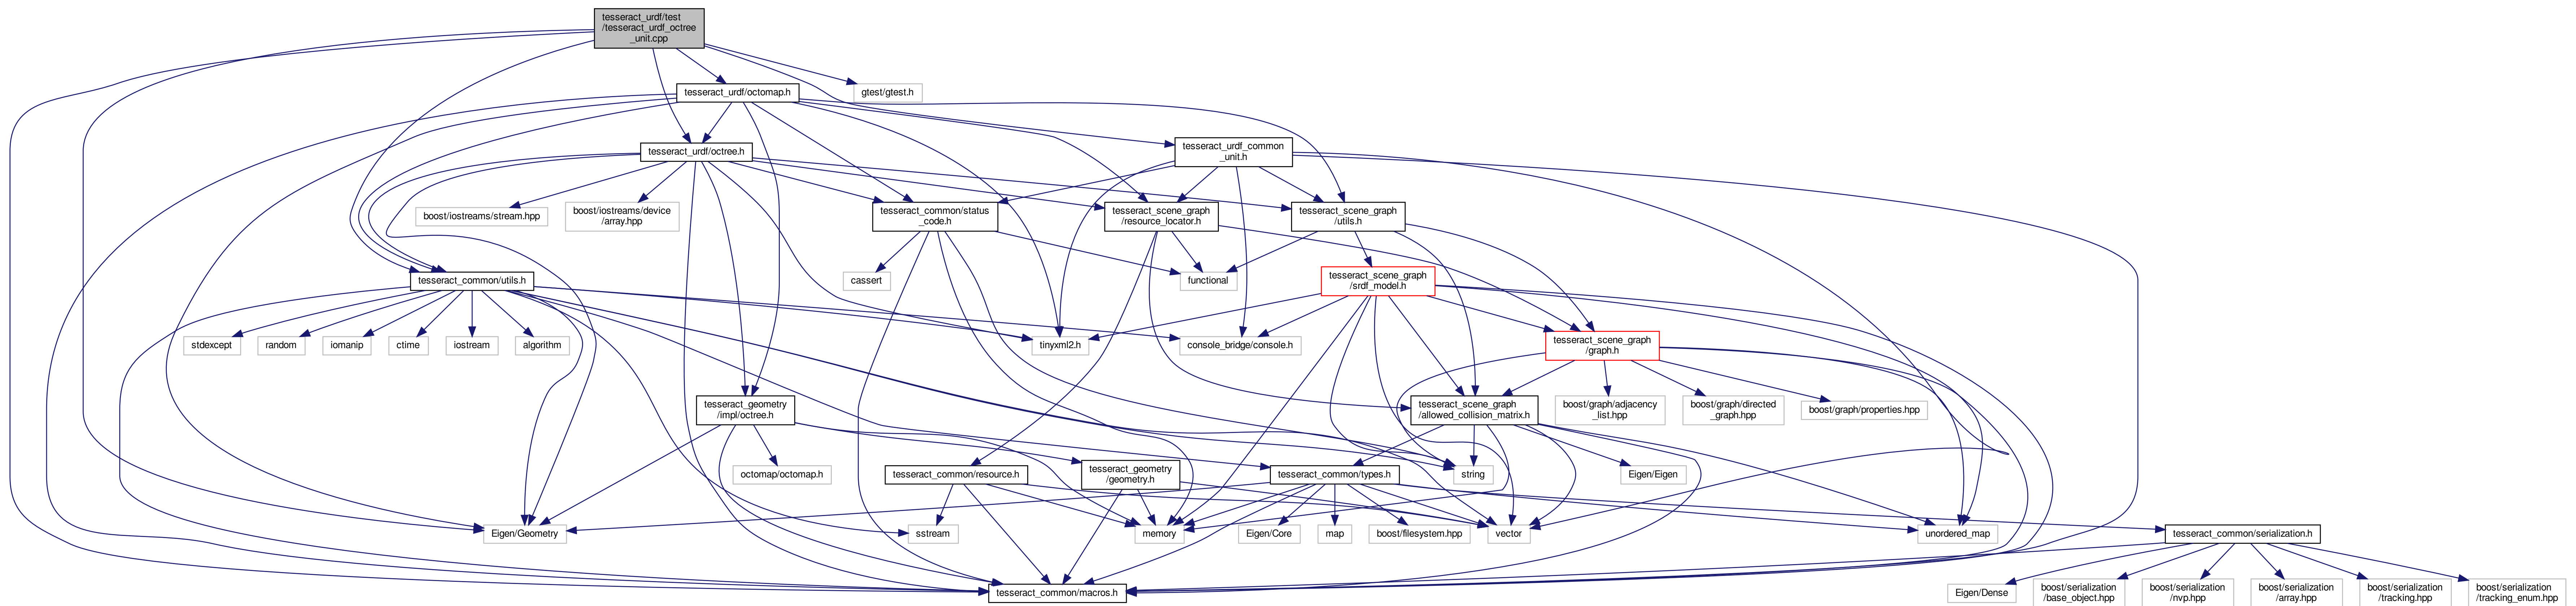 tesseract_urdf/test
/tesseract_urdf_octree
_unit.cpp
tesseract_urdf/octomap.h
gtest/gtest.h
tesseract_urdf/octree.h
tesseract_urdf_common
_unit.h
boost/iostreams/stream.hpp
boost/iostreams/device
/array.hpp
tesseract_common/status
_code.h
tesseract_scene_graph
/resource_locator.h
tesseract_scene_graph
/utils.h
tesseract_common/utils.h
cassert
functional
tesseract_scene_graph
/srdf_model.h
stdexcept
random
iomanip
ctime
iostream
algorithm
tinyxml2.h
console_bridge/console.h
tesseract_scene_graph
/graph.h
tesseract_geometry
/impl/octree.h
tesseract_scene_graph
/allowed_collision_matrix.h
boost/graph/adjacency
_list.hpp
boost/graph/directed
_graph.hpp
boost/graph/properties.hpp
octomap/octomap.h
tesseract_common/resource.h
tesseract_geometry
/geometry.h
tesseract_common/types.h
string
Eigen/Eigen
Eigen/Geometry
sstream
memory
Eigen/Core
map
boost/filesystem.hpp
vector
unordered_map
tesseract_common/serialization.h
tesseract_common/macros.h
Eigen/Dense
boost/serialization
/base_object.hpp
boost/serialization
/nvp.hpp
boost/serialization
/array.hpp
boost/serialization
/tracking.hpp
boost/serialization
/tracking_enum.hpp